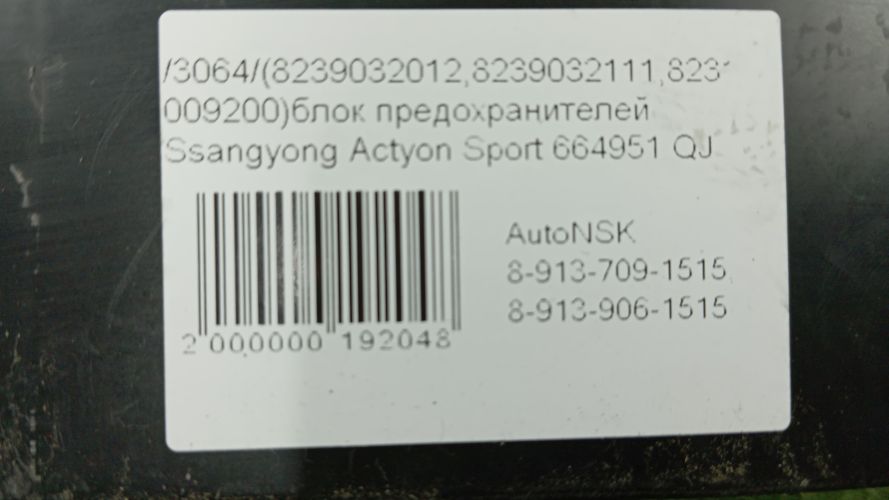 /3064/(8239032012,8239032111,823
009200)блок предохранителей
Ssangyong Actyon Sport 664951 QJ
AutoNSK
8-913-709-1515
8-913-906-1515
2 000000 192048